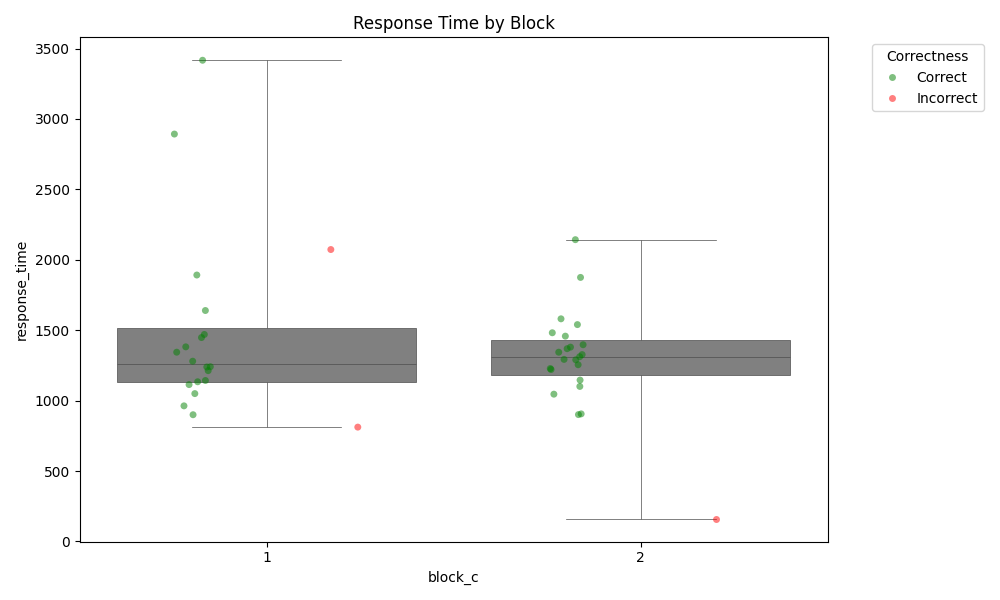 Response Time by Block
Correctness
Correct
Incorrect
3500
3000
2500
2000
1500
1000
500
0
response_time
1 2
block_c